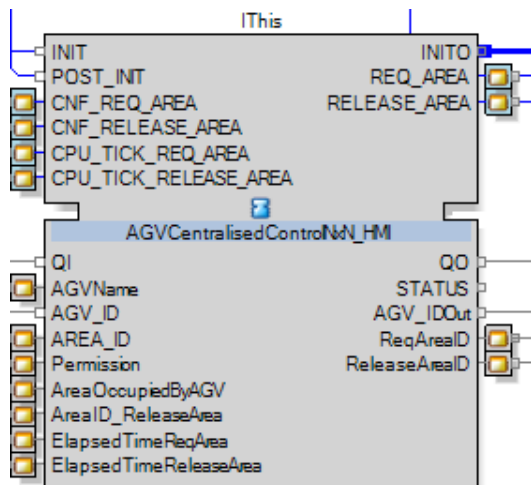 IThis
INIT INITO
POST_INIT REQ_AREA
CNF_REQ_AREA RELEASE_AREA
CNF_RELEASE_AREA
CPU_TICK_REQ_AREA
CPU_TICK_RELEASE_AREA
AGVCentralisedControlNxN_HMI
QI QO
AGVName STATUS
AGV_ID AGV_IDOut
AREA_ID ReqAreaID
Permission ReleaseAreaID
AreaOccupiedByAGV
AreaID_ReleaseArea
ElapsedTimeReqArea
ElapsedTimeReleaseArea